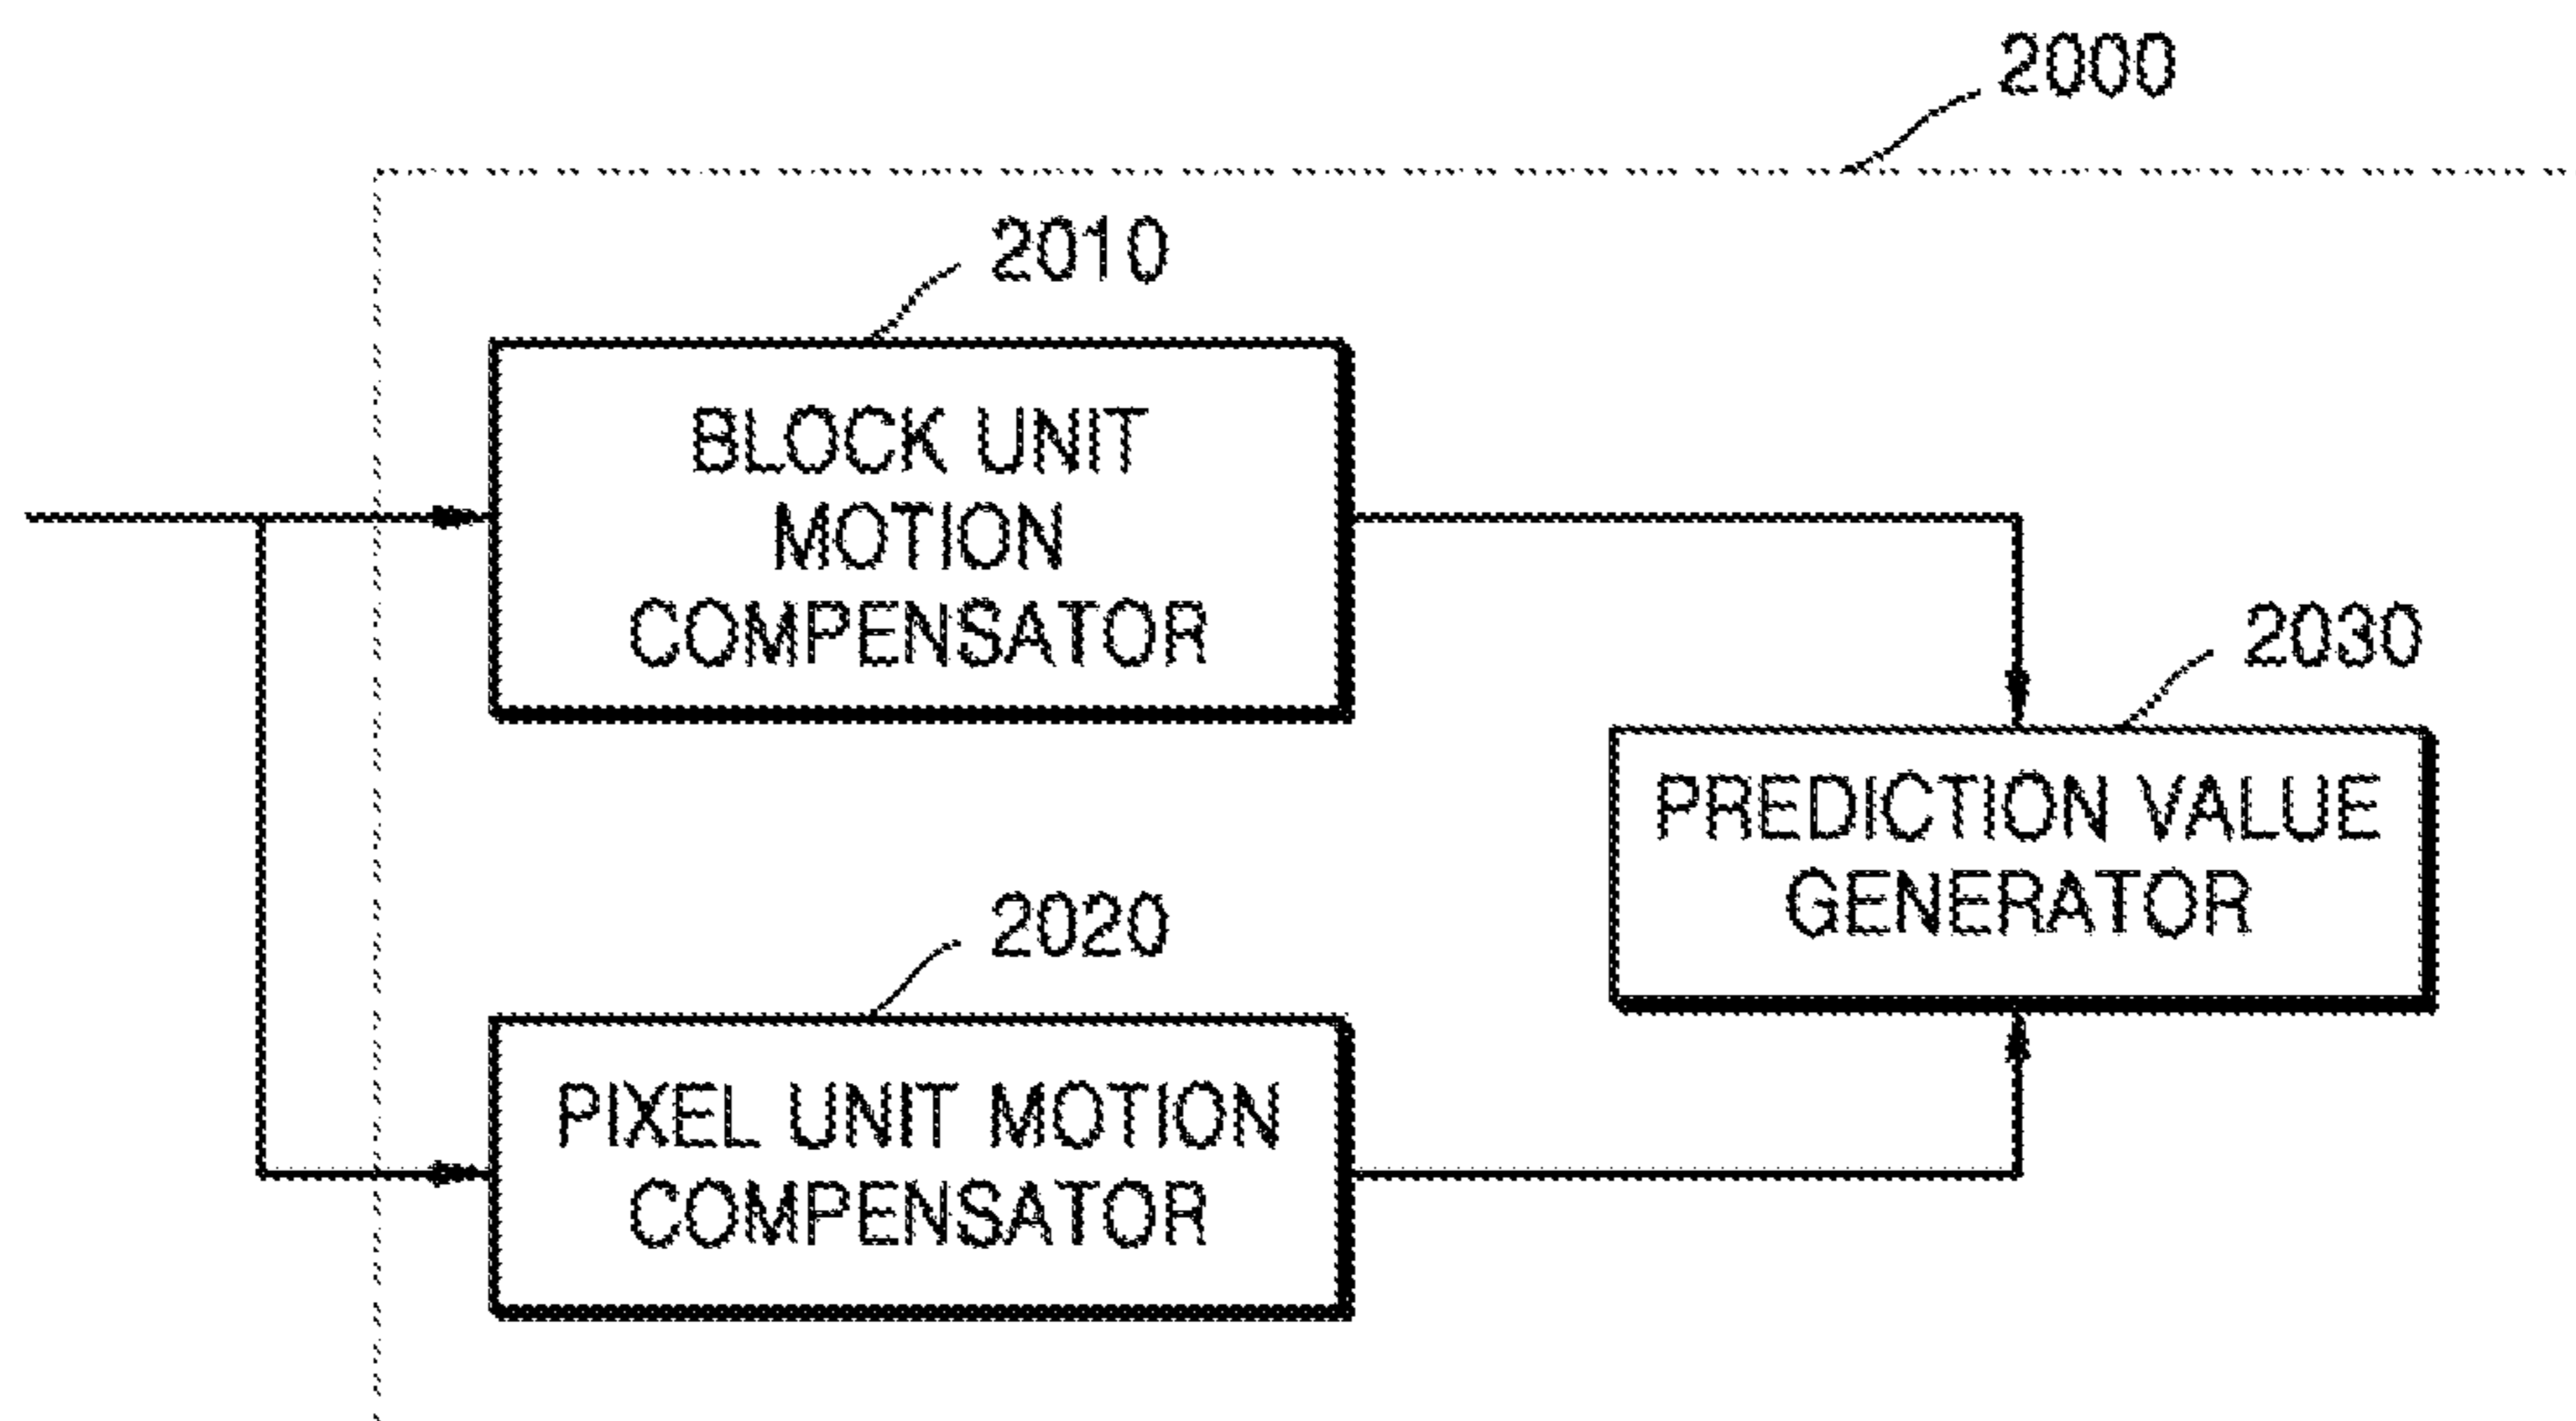 2000
2010
BLOCK UNIT
MOTION
COMPENSATOR
2030
PREDICTION VALUE
GENERATOR
2020
PIXEL UNIT MOTION
COMPENSATOR